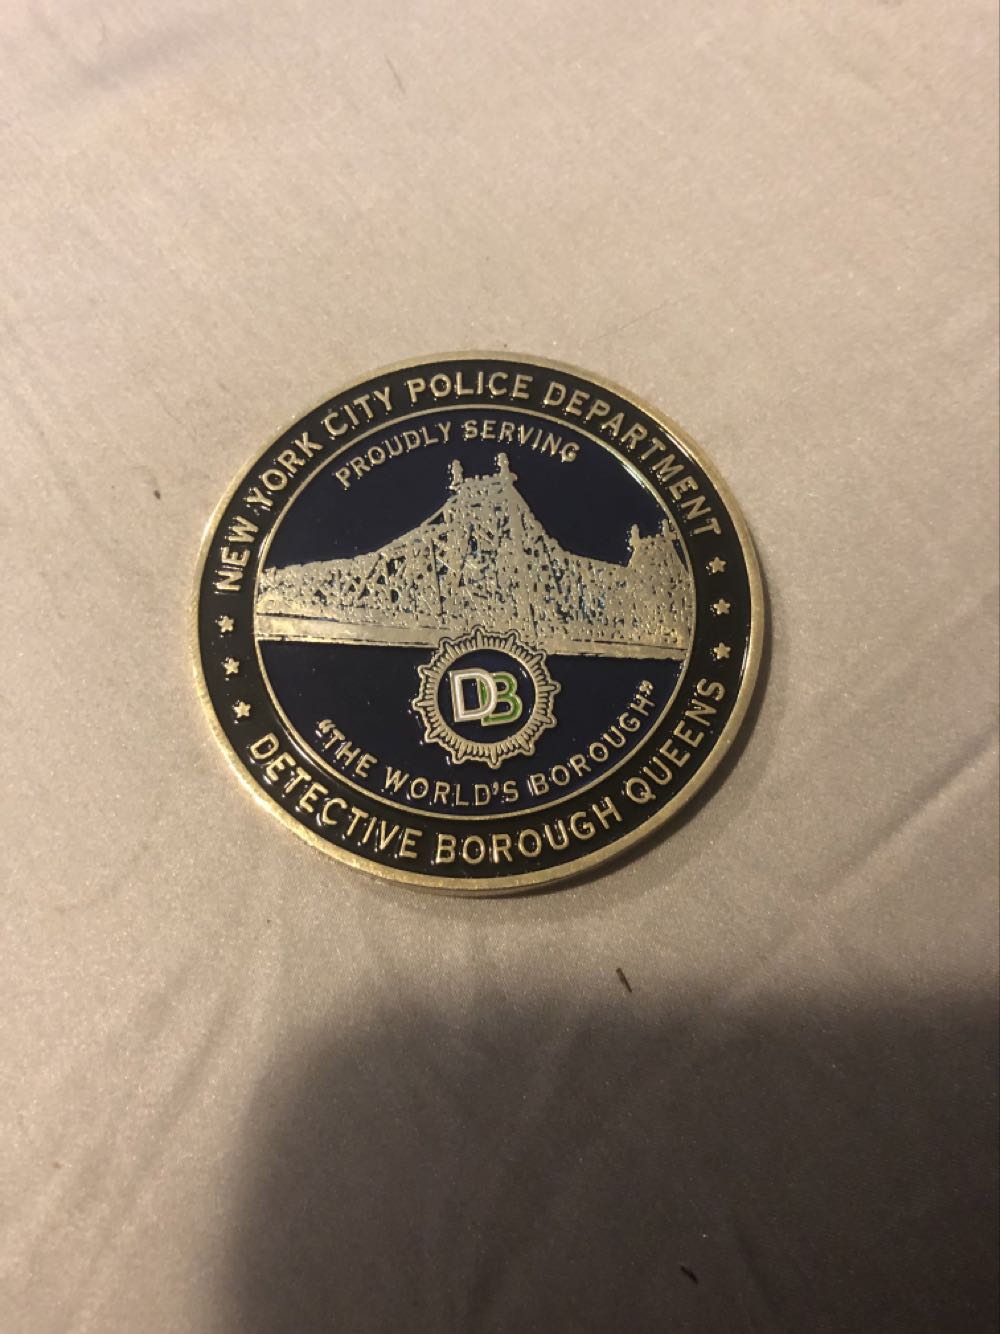 NEW YORK CITY POLICE DEPARTMENT
PROUDLY SERVING
DB
"THE WORLD'S BOROUGH"
DETECTIVE BOROUGH QUEENS